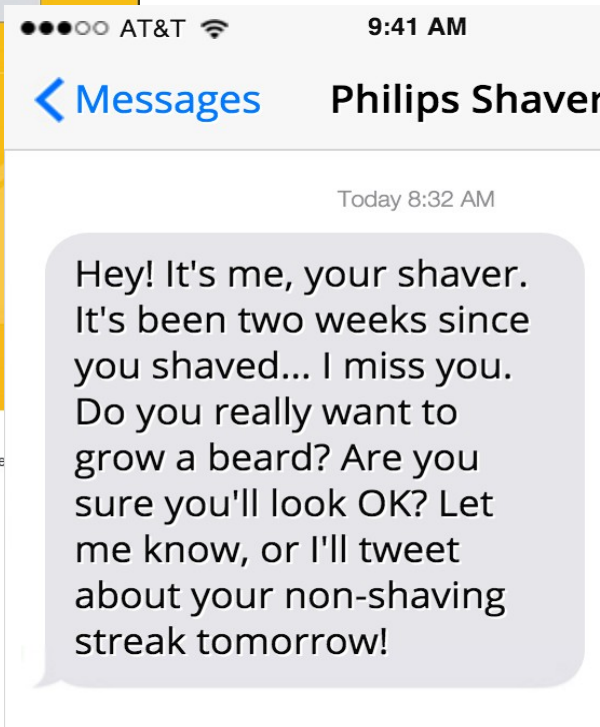 AT&T 9:41 AM
Messages Philips Shaver
Today 8:32 AM
Hey! It's me, your shaver.
It's been two weeks since
you shaved... I miss you.
Do you really want to
grow a beard? Are you
sure you'll look OK? Let
me know, or I'll tweet
about your non-shaving
streak tomorrow!